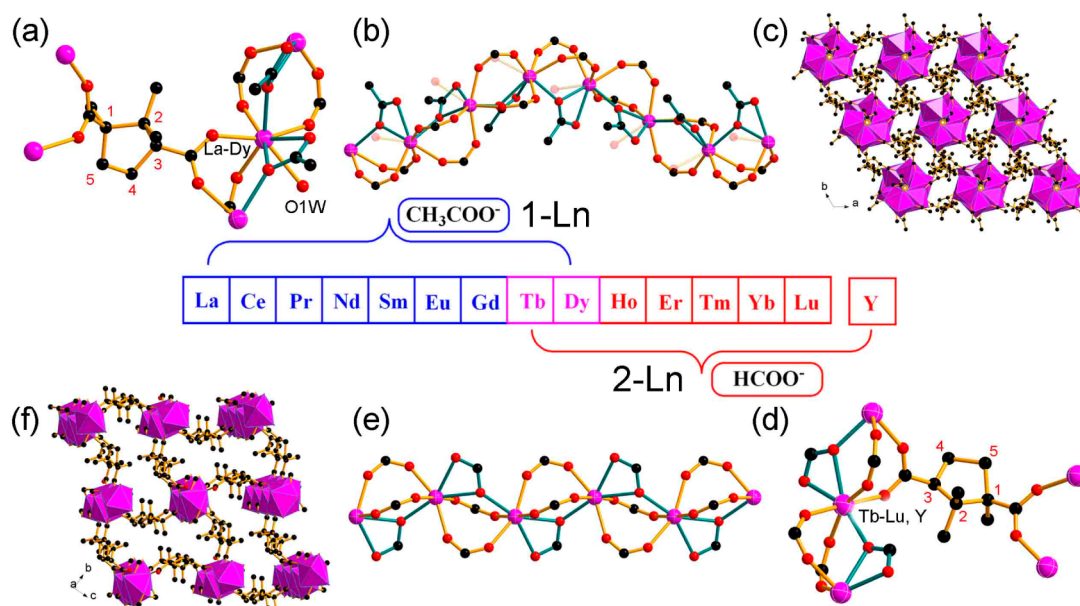 (a)
1
2
3
4
5
La-Dy
O1W
(b)
(c)
b
a
CH₃COO⁻ 1-Ln
La Ce Pr Nd Sm Eu Gd Tb Dy Ho Er Tm Yb Lu Y
2-Ln HCOO⁻
(f)
b
a
c
(e)
(d)
4
5
3
1
2
Tb-Lu, Y